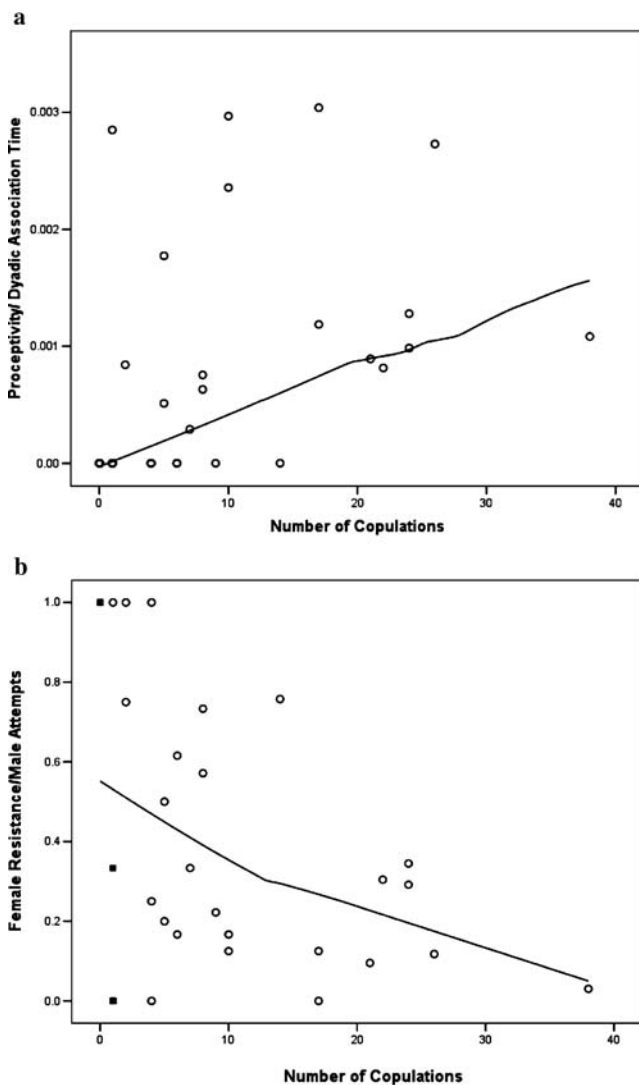 a
Proceptivity/ Dyadic Association Time
0.003
0.002
0.001
0.00
0 10 20 30 40
Number of Copulations
b
Female Resistance/Male Attempts
1.0
0.8
0.6
0.4
0.2
0.0
0 10 20 30 40
Number of Copulations